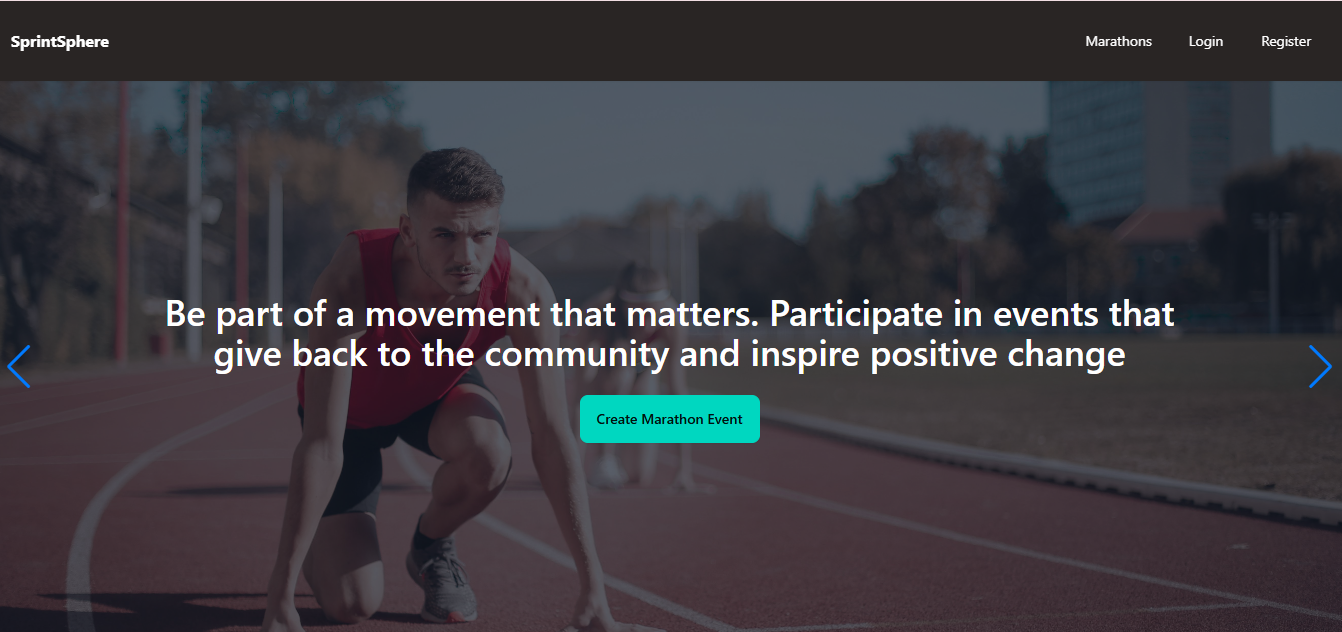 SprintSphere
Marathons
Login
Register
Be part of a movement that matters. Participate in events that
give back to the community and inspire positive change
Create Marathon Event